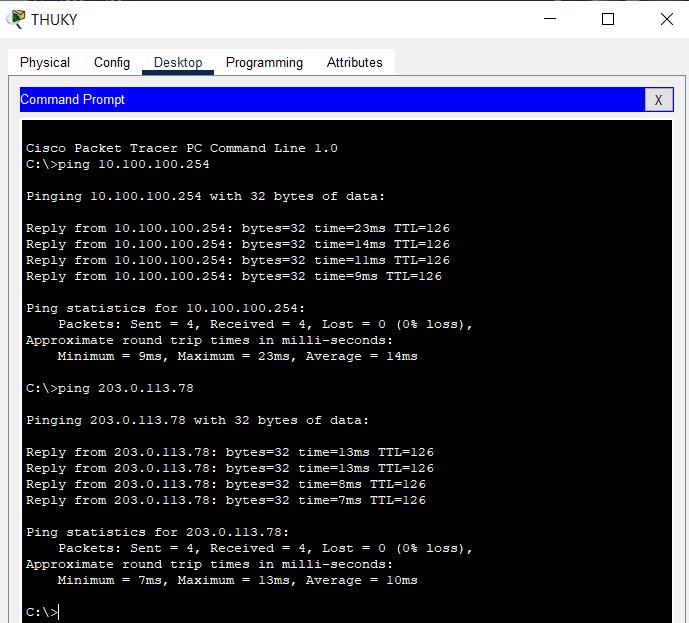 THUKY
Physical Config Desktop Programming Attributes
Command Prompt X
Cisco Packet Tracer PC Command Line 1.0
C:\>ping 10.100.100.254
Pinging 10.100.100.254 with 32 bytes of data:
Reply from 10.100.100.254: bytes=32 time=23ms TTL=126
Reply from 10.100.100.254: bytes=32 time=14ms TTL=126
Reply from 10.100.100.254: bytes=32 time=11ms TTL=126
Reply from 10.100.100.254: bytes=32 time=9ms TTL=126
Ping statistics for 10.100.100.254:
Packets: Sent = 4, Received = 4, Lost = 0 (0% loss),
Approximate round trip times in milli-seconds:
Minimum = 9ms, Maximum = 23ms, Average = 14ms
C:\>ping 203.0.113.78
Pinging 203.0.113.78 with 32 bytes of data:
Reply from 203.0.113.78: bytes=32 time=13ms TTL=126
Reply from 203.0.113.78: bytes=32 time=13ms TTL=126
Reply from 203.0.113.78: bytes=32 time=8ms TTL=126
Reply from 203.0.113.78: bytes=32 time=7ms TTL=126
Ping statistics for 203.0.113.78:
Packets: Sent = 4, Received = 4, Lost = 0 (0% loss),
Approximate round trip times in milli-seconds:
Minimum = 7ms, Maximum = 13ms, Average = 10ms
C:\>